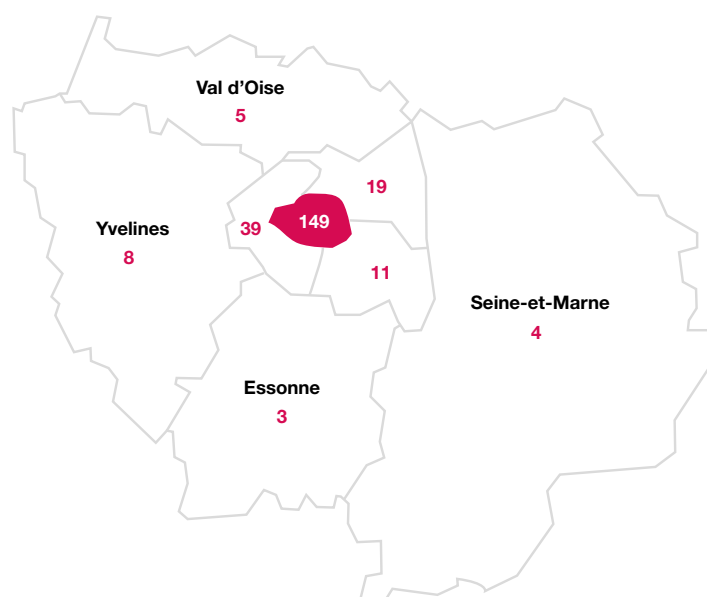 Val d’Oise
5
19
149
39
Yvelines
8
11
Seine-et-Marne
4
Essonne
3